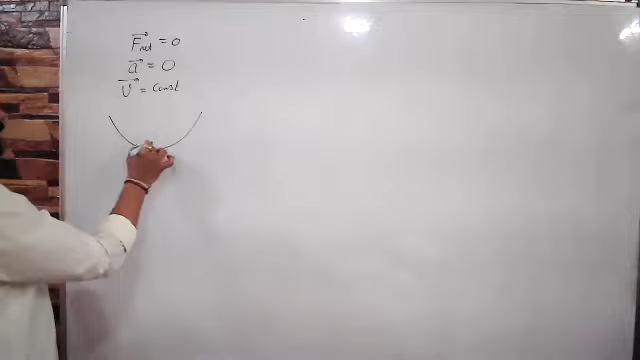 F⃗net = 0
a⃗ = 0
v⃗ = const